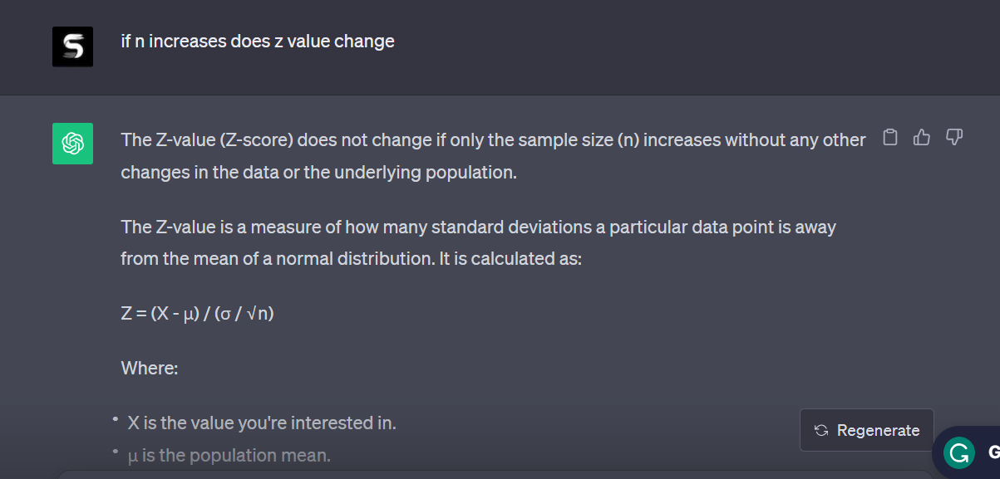 if n increases does z value change
The Z-value (Z-score) does not change if only the sample size (n) increases without any other
changes in the data or the underlying population.
The Z-value is a measure of how many standard deviations a particular data point is away
from the mean of a normal distribution. It is calculated as:
Z = (X - μ) / (σ / √n)
Where:
• X is the value you're interested in.
Regenerate
• μ is the population mean.
G